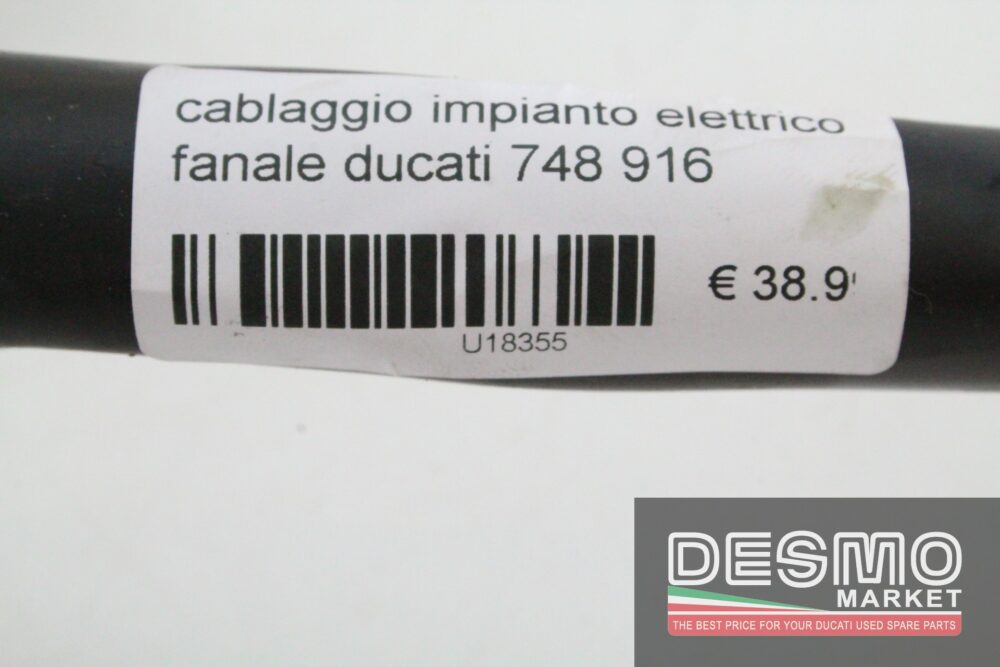 cablaggio impianto elettrico
fanale ducati 748 916
€ 38.9
U18355
DESMO
MARKET
THE BEST PRICE FOR YOUR DUCATI USED SPARE PARTS